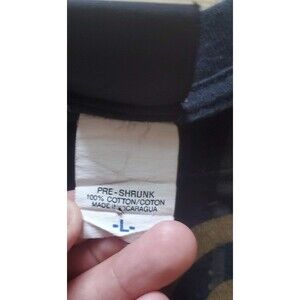 PRE-SHRUNK
100% COTTON/COTON
MADE IN NICARAGUA
-L-